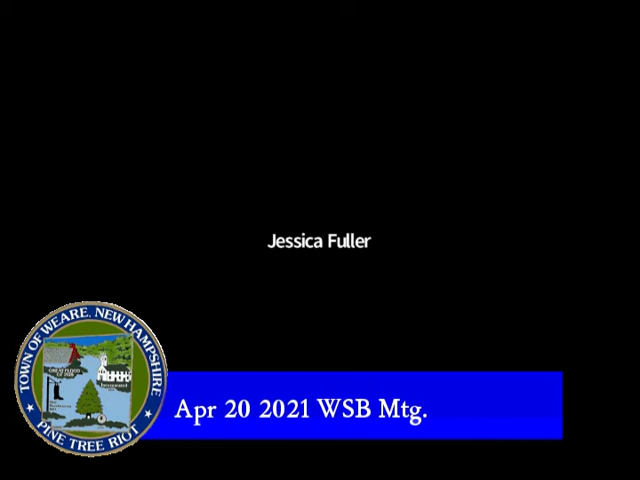 Jessica Fuller
TOWN OF WEARE, NEW HAMPSHIRE
PINE TREE RIOT
Apr 20 2021 WSB Mtg.